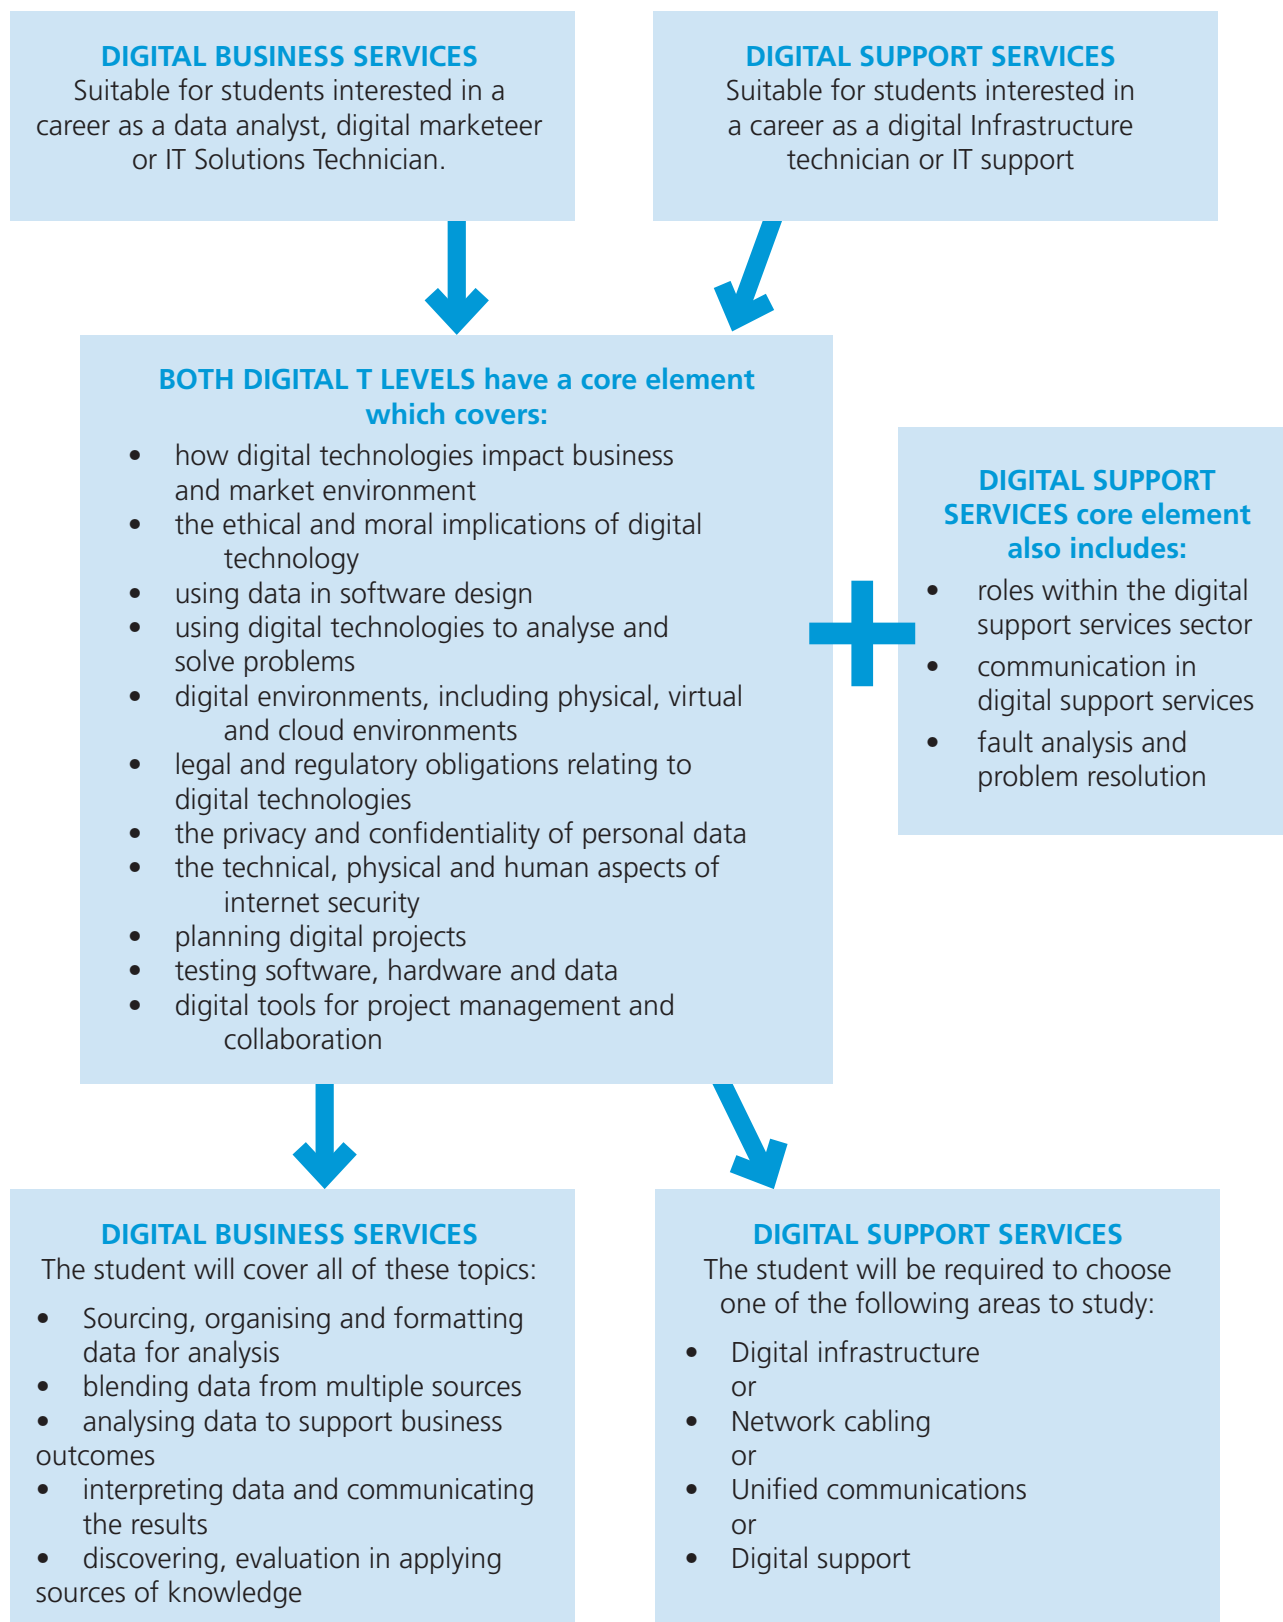 DIGITAL BUSINESS SERVICES
Suitable for students interested in a
career as a data analyst, digital marketeer
or IT Solutions Technician.
DIGITAL SUPPORT SERVICES
Suitable for students interested in
a career as a digital Infrastructure
technician or IT support
BOTH DIGITAL T LEVELS have a core element
which covers:
• how digital technologies impact business
and market environment
• the ethical and moral implications of digital
technology
• using data in software design
• using digital technologies to analyse and
solve problems
• digital environments, including physical, virtual
and cloud environments
• legal and regulatory obligations relating to
digital technologies
• the privacy and confidentiality of personal data
• the technical, physical and human aspects of
internet security
• planning digital projects
• testing software, hardware and data
• digital tools for project management and
collaboration
DIGITAL SUPPORT
SERVICES core element
also includes:
• roles within the digital
support services sector
• communication in
digital support services
• fault analysis and
problem resolution
DIGITAL BUSINESS SERVICES
The student will cover all of these topics:
• Sourcing, organising and formatting
data for analysis
• blending data from multiple sources
• analysing data to support business
outcomes
• interpreting data and communicating
the results
• discovering, evaluation in applying
sources of knowledge
DIGITAL SUPPORT SERVICES
The student will be required to choose
one of the following areas to study:
• Digital infrastructure
or
• Network cabling
or
• Unified communications
or
• Digital support